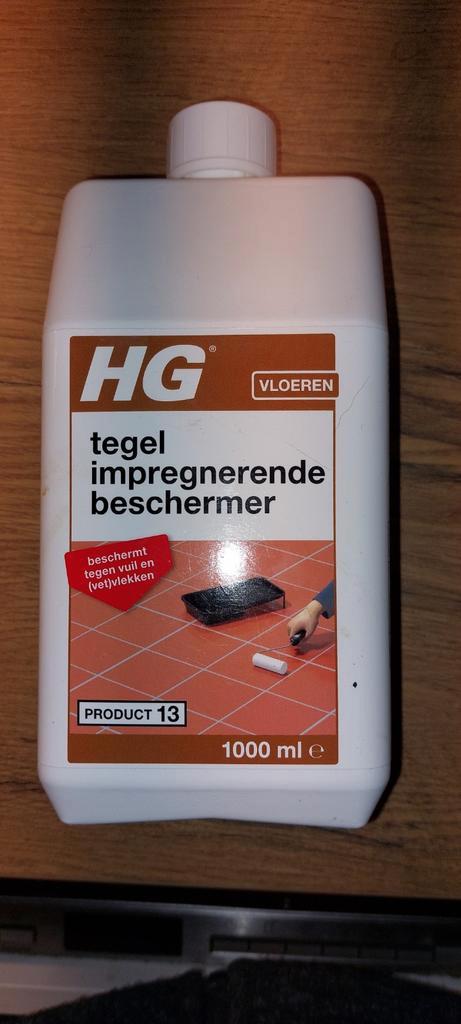 HG®
VLOEREN
tegel
impregnerende
beschermer
beschermt
tegen vuil en
(vet)vlekken
PRODUCT 13
1000 ml ℮